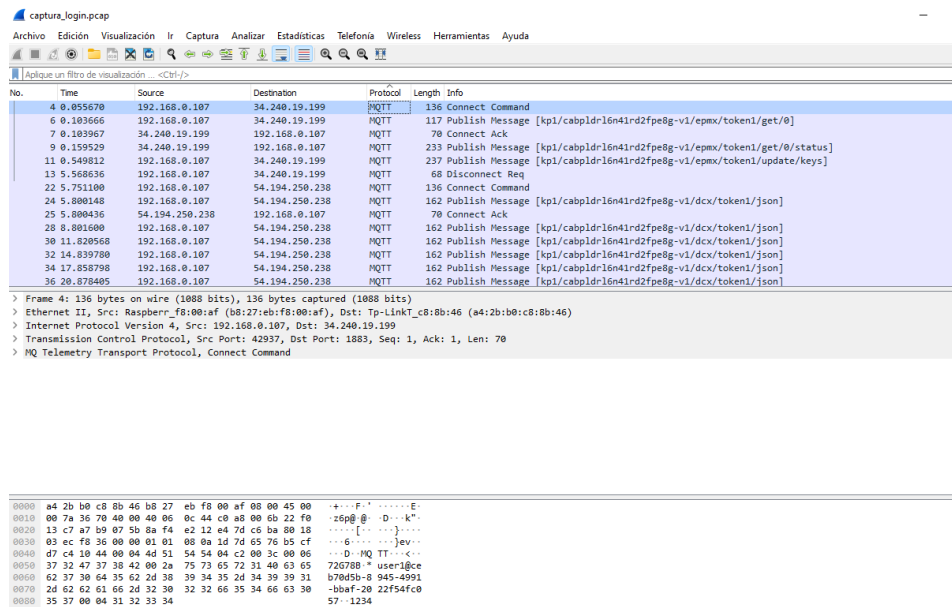 captura_login.pcap
Archivo Edición Visualización Ir Captura Analizar Estadísticas Telefonía Wireless Herramientas Ayuda
Aplique un filtro de visualización ... <Ctrl-/>
No. Time Source Destination Protocol Length Info
4 0.055670 192.168.0.107 34.240.19.199 MQTT 136 Connect Command
6 0.103666 192.168.0.107 34.240.19.199 MQTT 117 Publish Message [kp1/cabpldrl6n41rd2fpe8g-v1/epmx/token1/get/0]
7 0.103967 34.240.19.199 192.168.0.107 MQTT 70 Connect Ack
9 0.159529 34.240.19.199 192.168.0.107 MQTT 233 Publish Message [kp1/cabpldrl6n41rd2fpe8g-v1/epmx/token1/get/0/status]
11 0.549812 192.168.0.107 34.240.19.199 MQTT 237 Publish Message [kp1/cabpldrl6n41rd2fpe8g-v1/epmx/token1/update/keys]
13 5.568636 192.168.0.107 34.240.19.199 MQTT 68 Disconnect Req
22 5.751100 192.168.0.107 54.194.250.238 MQTT 136 Connect Command
24 5.800148 192.168.0.107 54.194.250.238 MQTT 162 Publish Message [kp1/cabpldrl6n41rd2fpe8g-v1/dcx/token1/json]
25 5.800436 54.194.250.238 192.168.0.107 MQTT 70 Connect Ack
28 8.801600 192.168.0.107 54.194.250.238 MQTT 162 Publish Message [kp1/cabpldrl6n41rd2fpe8g-v1/dcx/token1/json]
30 11.820568 192.168.0.107 54.194.250.238 MQTT 162 Publish Message [kp1/cabpldrl6n41rd2fpe8g-v1/dcx/token1/json]
32 14.839780 192.168.0.107 54.194.250.238 MQTT 162 Publish Message [kp1/cabpldrl6n41rd2fpe8g-v1/dcx/token1/json]
34 17.858798 192.168.0.107 54.194.250.238 MQTT 162 Publish Message [kp1/cabpldrl6n41rd2fpe8g-v1/dcx/token1/json]
36 20.878405 192.168.0.107 54.194.250.238 MQTT 162 Publish Message [kp1/cabpldrl6n41rd2fpe8g-v1/dcx/token1/json]
> Frame 4: 136 bytes on wire (1088 bits), 136 bytes captured (1088 bits)
> Ethernet II, Src: Raspberr_f8:00:af (b8:27:eb:f8:00:af), Dst: Tp-LinkT_c8:8b:46 (a4:2b:b0:c8:8b:46)
> Internet Protocol Version 4, Src: 192.168.0.107, Dst: 34.240.19.199
> Transmission Control Protocol, Src Port: 42937, Dst Port: 1883, Seq: 1, Ack: 1, Len: 70
> MQ Telemetry Transport Protocol, Connect Command
0000 a4 2b b0 c8 8b 46 b8 27 eb f8 00 af 08 00 45 00 ·+···F·' ······E·
0010 00 7a 36 70 40 00 40 06 0c 44 c0 a8 00 6b 22 f0 ·z6p@·@· ·D···k"·
0020 13 c7 a7 b9 07 5b 8a f4 e2 12 e4 7d c6 ba 80 18 ·····[·· ···}····
0030 03 ec f8 36 00 00 01 01 08 0a 1d 7d 65 76 b5 cf ···6···· ···}ev··
0040 d7 c4 10 44 00 04 4d 51 54 54 04 c2 00 3c 00 06 ···D··MQ TT···<··
0050 37 32 47 37 38 42 00 2a 75 73 65 72 31 40 63 65 72G78B·* user1@ce
0060 62 37 30 64 35 62 2d 38 39 34 35 2d 34 39 39 31 b70d5b-8 945-4991
0070 2d 62 62 61 66 2d 32 30 32 32 66 35 34 66 63 30 -bbaf-20 22f54fc0
0080 35 37 00 04 31 32 33 34 57··1234